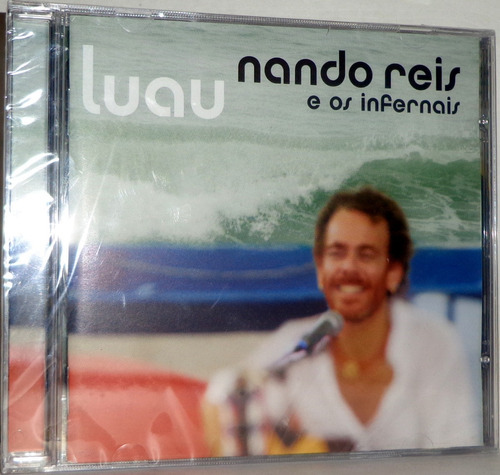 luau
nando reis
e os infernais